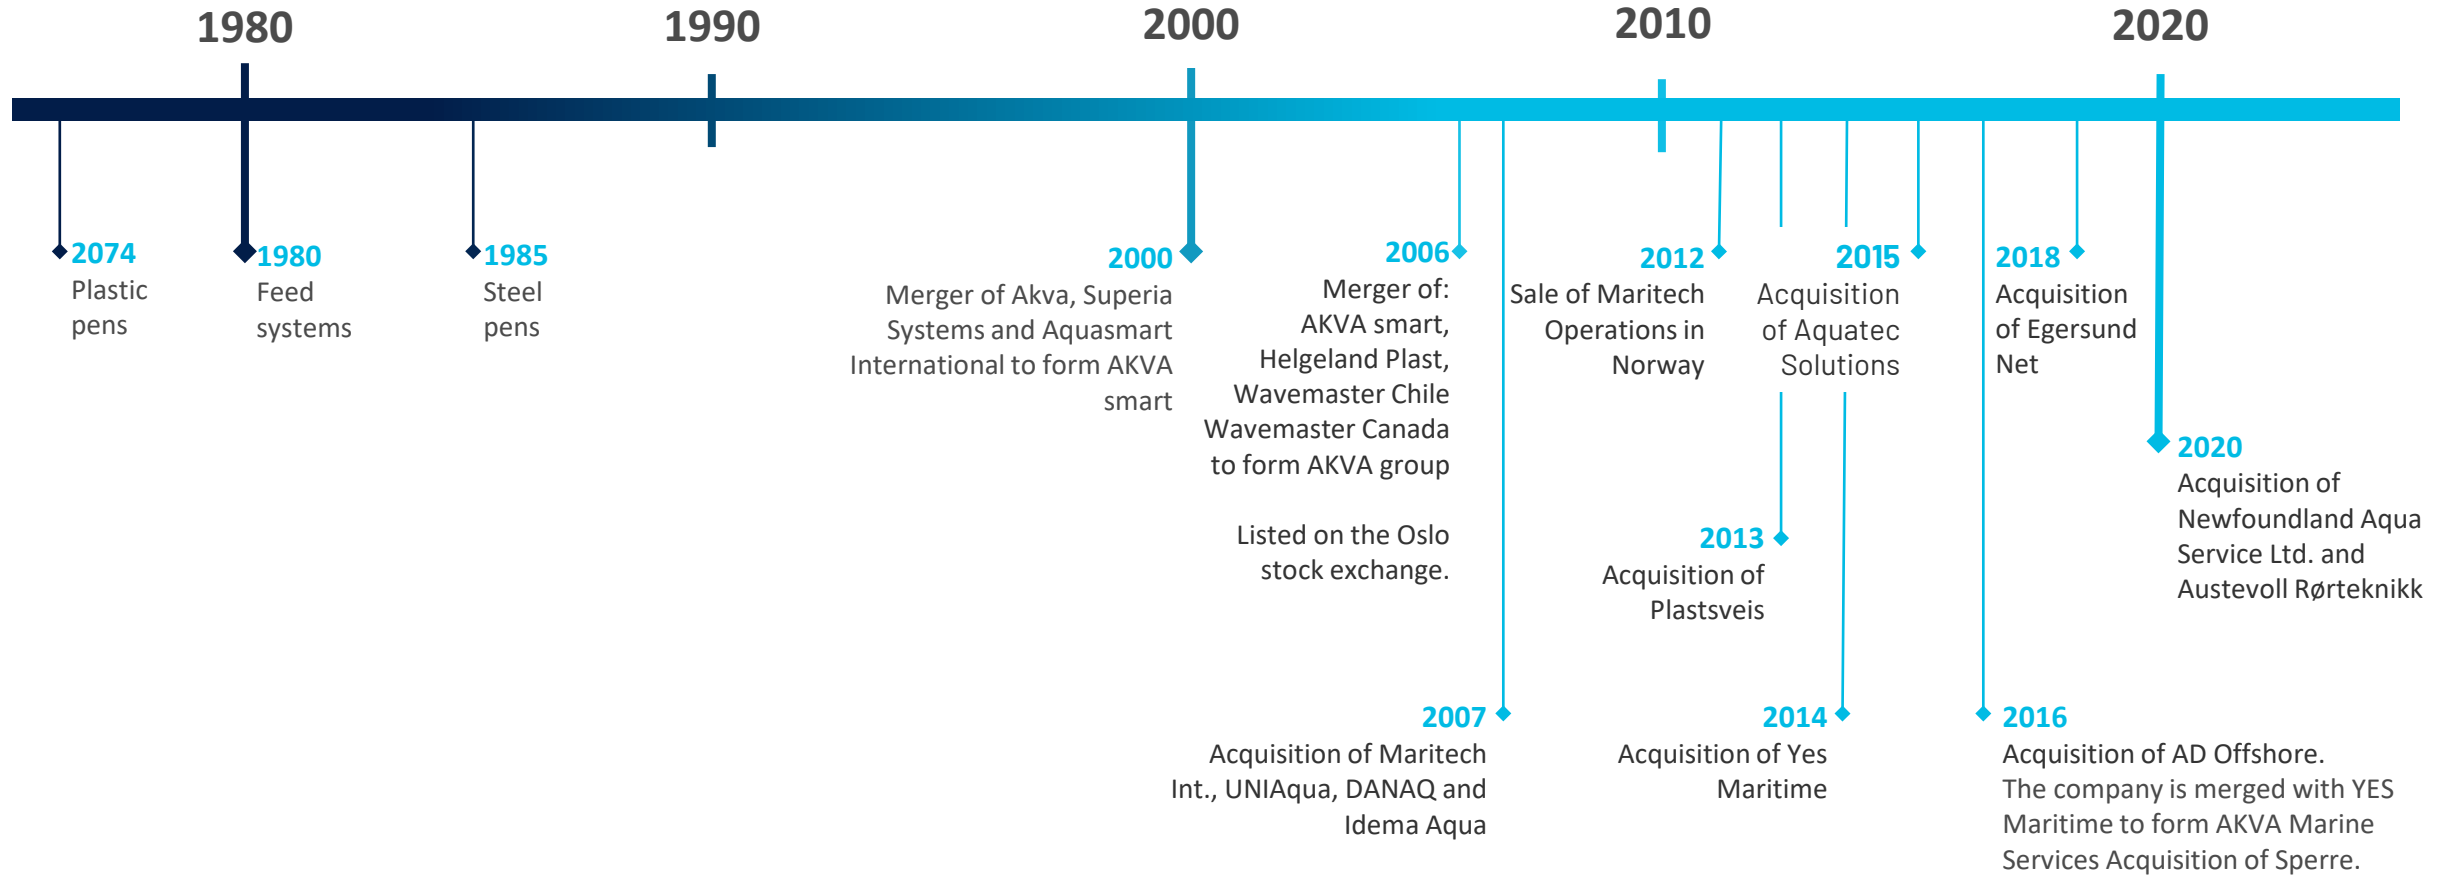 1980
1990
2000
2010
2020
2074
Plastic
pens
1980
Feed
systems
1985
Steel
pens
2000
Merger of Akva, Superia
Systems and Aquasmart
International to form AKVA
smart
2006
Merger of:
AKVA smart,
Helgeland Plast,
Wavemaster Chile
Wavemaster Canada
to form AKVA group
Listed on the Oslo
stock exchange.
2007
Acquisition of Maritech
Int., UNIAqua, DANAQ and
Idema Aqua
2012
Sale of Maritech
Operations in
Norway
2013
Acquisition of
Plastsveis
2014
Acquisition of Yes
Maritime
2015
Acquisition
of Aquatec
Solutions
2016
Acquisition of AD Offshore.
The company is merged with YES
Maritime to form AKVA Marine
Services Acquisition of Sperre.
2018
Acquisition
of Egersund
Net
2020
Acquisition of
Newfoundland Aqua
Service Ltd. and
Austevoll Rørteknikk